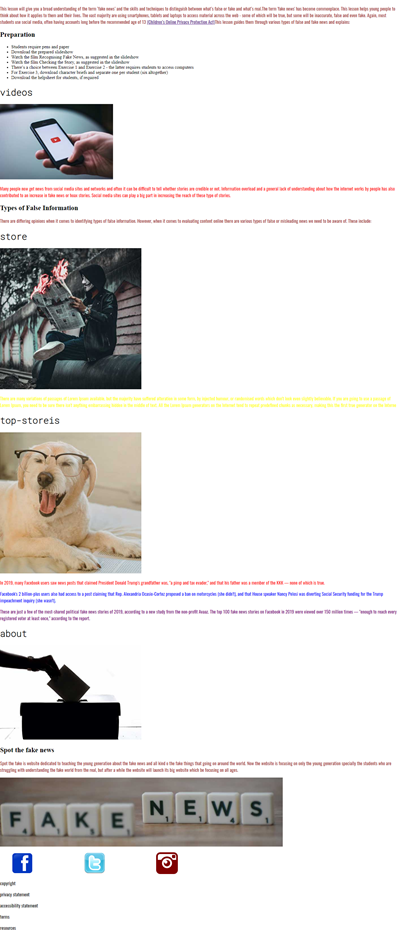 This lesson will give you a broad understanding of the term 'fake news' and the skills and techniques to distinguish between what's false or fake and what's real.The term 'fake news' has become commonplace. This lesson helps young people to
think about how it applies to them and their lives. The vast majority are using smartphones, tablets and laptops to access material across the web - some of which will be true, but some will be inaccurate, false and even fake. Again, most
students use social media, often having accounts long before the recommended age of 13 (Children's Online Privacy Protection Act)This lesson guides them through various types of false and fake news and explains:
Preparation
Students require pens and paper
Download the prepared slideshow
Watch the film Recognising Fake News, as suggested in the slideshow
Watch the film Checking the Story, as suggested in the slideshow
There's a choice between Exercise 1 and Exercise 2 - the latter requires students to access computers
For Exercise 1, download character briefs and separate one per student (six altogether)
Download the helpsheet for students, if required
videos
Many people now get news from social media sites and networks and often it can be difficult to tell whether stories are credible or not. Information overload and a general lack of understanding about how the internet works by people has also
contributed to an increase in fake news or hoax stories. Social media sites can play a big part in increasing the reach of these type of stories.
Types of False Information
There are differing opinions when it comes to identifying types of false information. However, when it comes to evaluating content online there are various types of false or misleading news we need to be aware of. These include:
store
top-storeis
In 2019, many Facebook users saw news posts that claimed President Donald Trump's grandfather was, "a pimp and tax evader;" and that his father was a member of the KKK — none of which is true.
Facebook's 2 billion-plus users also had access to a post claiming that Rep. Alexandria Ocasio-Cortez proposed a ban on motorcycles (she didn't), and that House speaker Nancy Pelosi was diverting Social Security funding for the Trump
impeachment inquiry (she wasn't).
These are just a few of the most-shared political fake news stories of 2019, according to a new study from the non-profit Avaaz. The top 100 fake news stories on Facebook in 2019 were viewed over 150 million times — "enough to reach every
registered voter at least once," according to the report.
about
Spot the fake news
Spot the fake is website dedicated to teaching the young generation about the fake news and all kind o the fake things that going on around the world. Now the website is focusing on only the young generation specialty the students who are
struggling with understanding the fake world from the real, but after a while the website will launch its big website which be focusing on all ages.
FAKE NEWS
copyright
privacy statement
accessibility statement
terms
resources